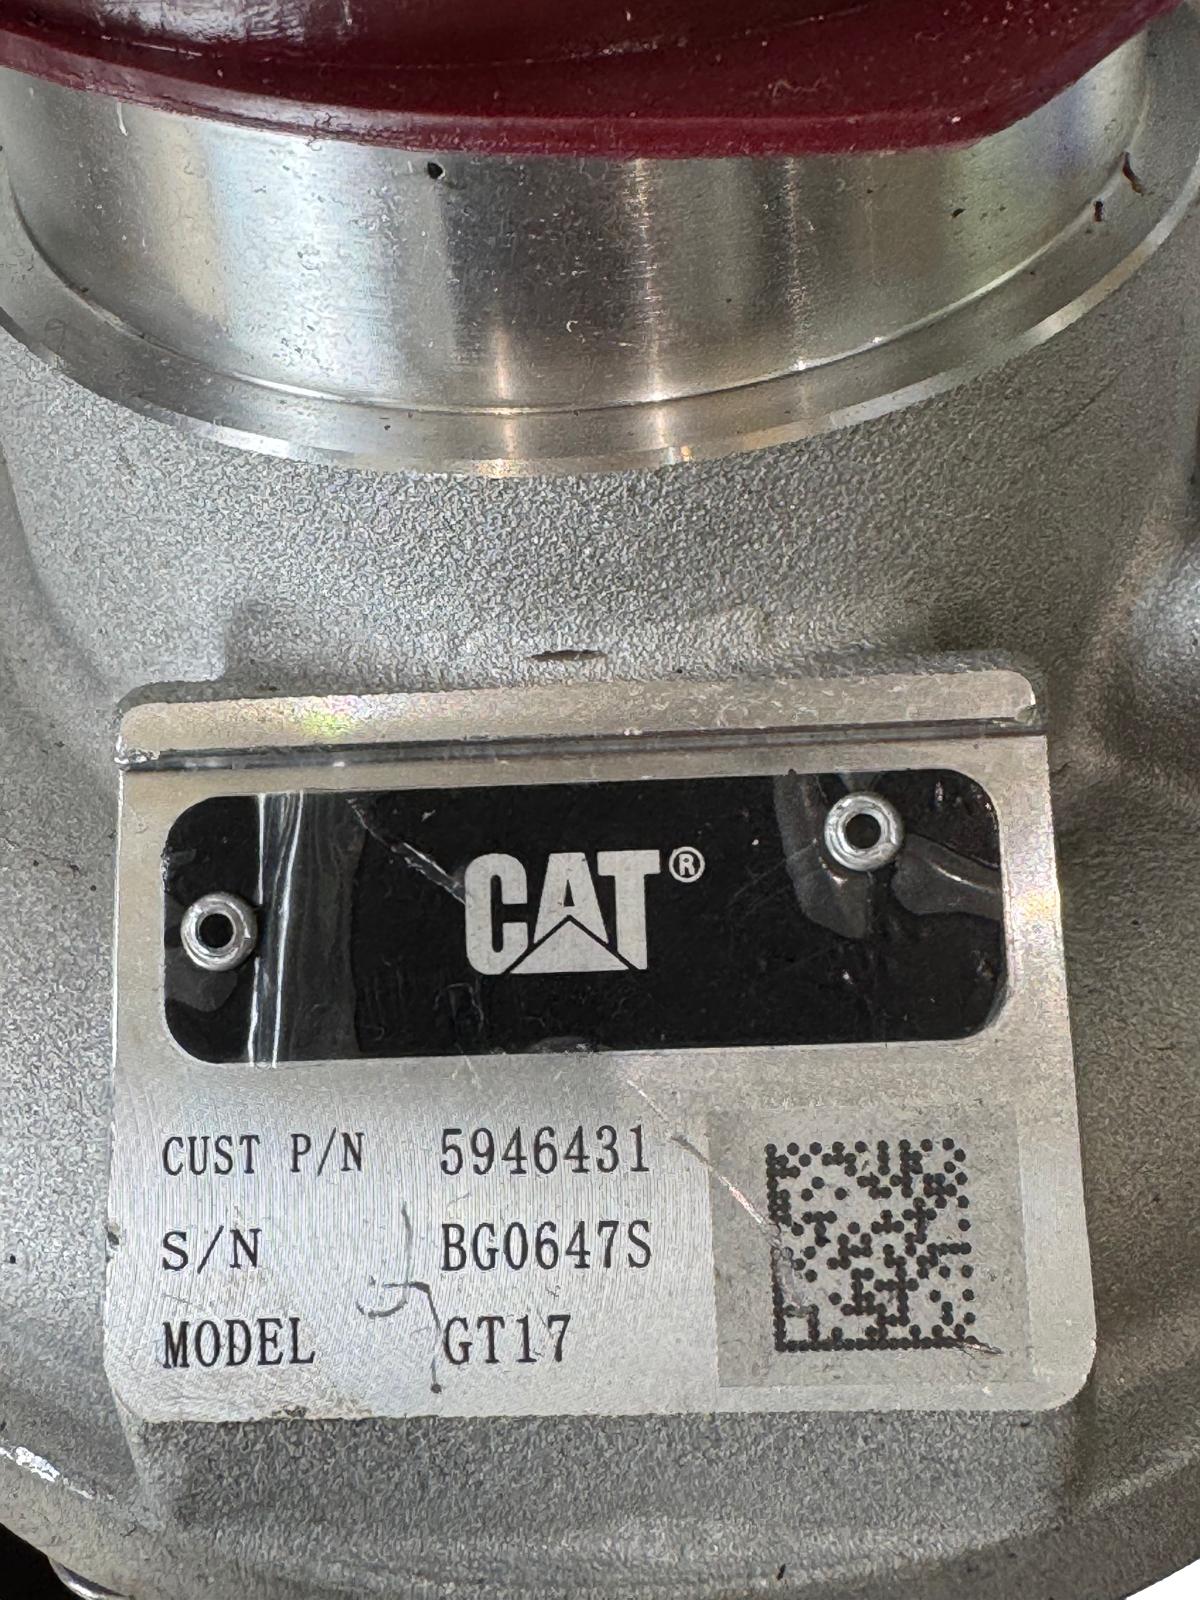 CAT®
CUST P/N 5946431
S/N BG0647S
MODEL GT17